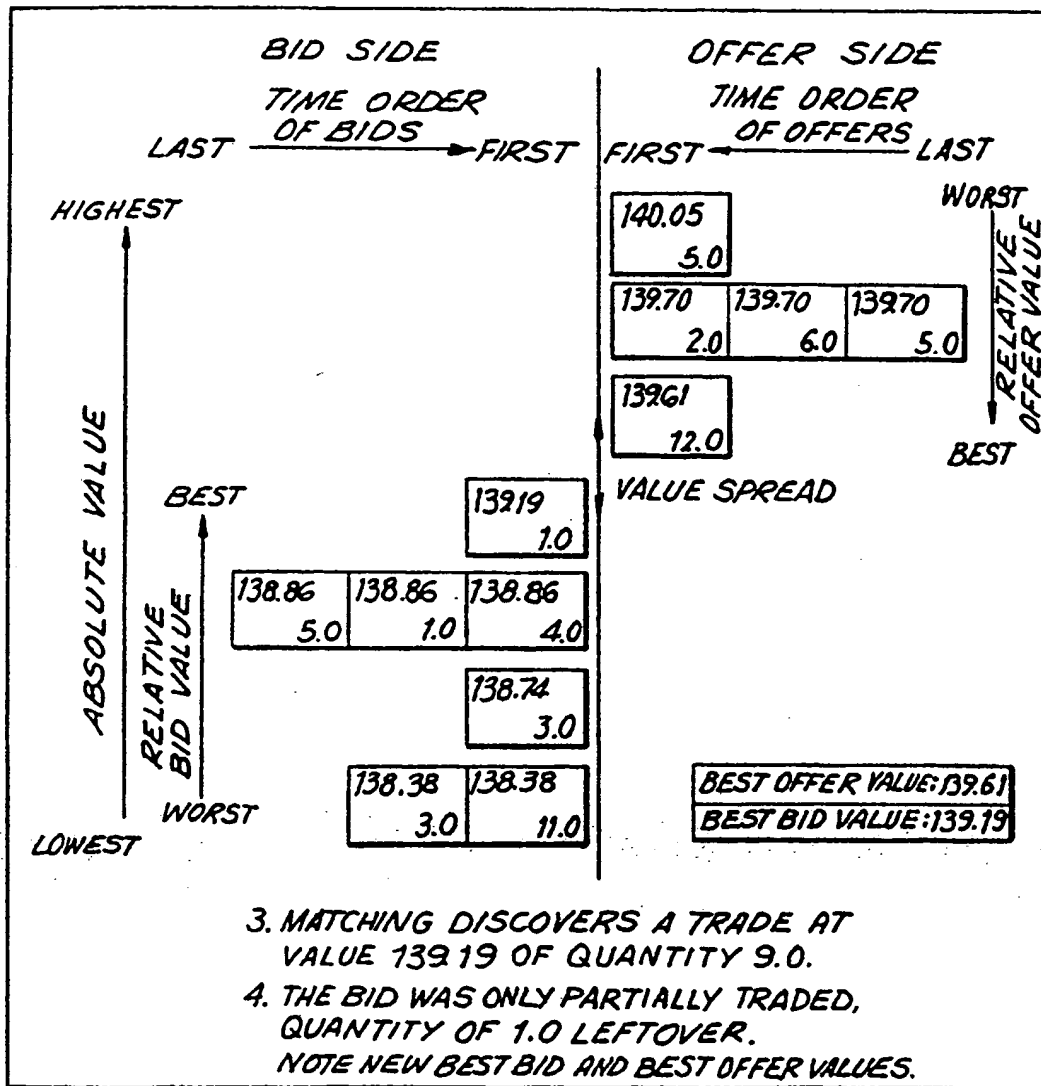 BID SIDE
OFFER SIDE
TIME ORDER
OF BIDS
TIME ORDER
OF OFFERS
LAST
FIRST
FIRST
LAST
HIGHEST
WORST
140.05
5.0
139.70
2.0
139.70
6.0
139.70
5.0
RELATIVE
OFFER VALUE
139.61
12.0
BEST
ABSOLUTE VALUE
BEST
139.19
1.0
VALUE SPREAD
138.86
5.0
138.86
1.0
138.86
4.0
RELATIVE
BID VALUE
138.74
3.0
138.38
3.0
138.38
11.0
WORST
LOWEST
BEST OFFER VALUE: 139.61
BEST BID VALUE: 139.19
3. MATCHING DISCOVERS A TRADE AT
VALUE 139.19 OF QUANTITY 9.0.
4. THE BID WAS ONLY PARTIALLY TRADED,
QUANTITY OF 1.0 LEFTOVER.
NOTE NEW BEST BID AND BEST OFFER VALUES.